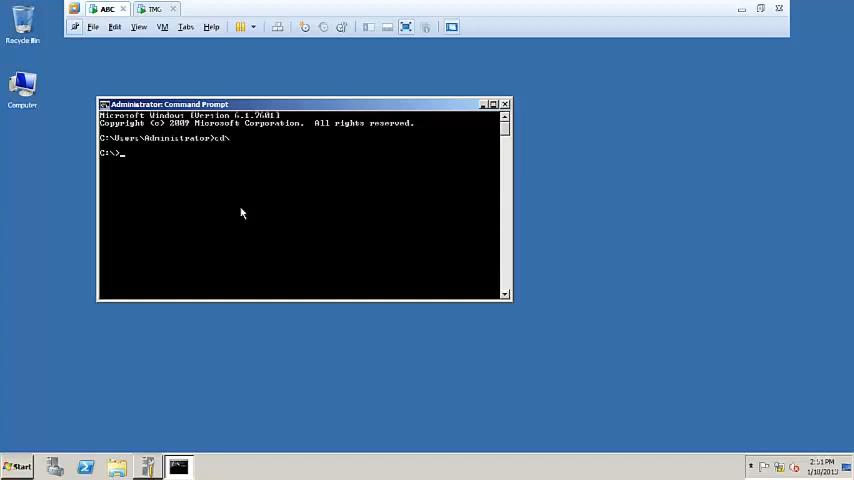 ABC
TMG
File
Edit
View
VM
Tabs
Help
Recycle Bin
Computer
Administrator: Command Prompt
Microsoft Windows [Version 6.1.7601]
Copyright (c) 2009 Microsoft Corporation. All rights reserved.
C:\Users\Administrator>cd\
C:\>_
Start
2:51 PM
1/18/2013